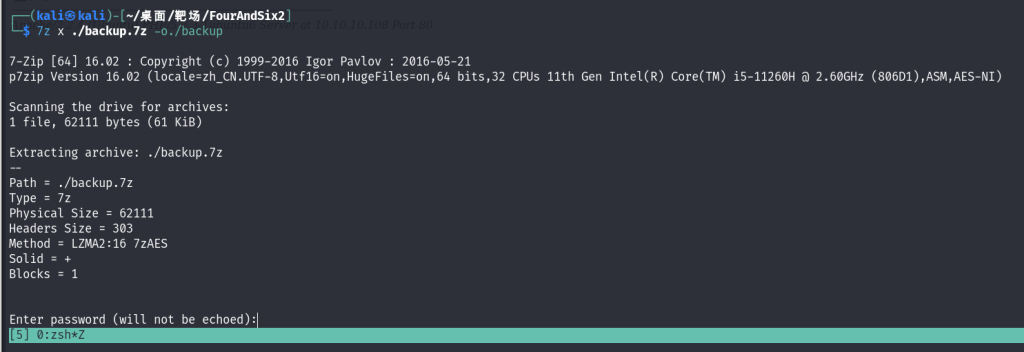 ┌──(kali㉿kali)-[~/桌面/靶场/FourAndSix2]
└─$ 7z x ./backup.7z -o./backup
7-Zip [64] 16.02 : Copyright (c) 1999-2016 Igor Pavlov : 2016-05-21
p7zip Version 16.02 (locale=zh_CN.UTF-8,Utf16=on,HugeFiles=on,64 bits,32 CPUs 11th Gen Intel(R) Core(TM) i5-11260H @ 2.60GHz (806D1),ASM,AES-NI)
Scanning the drive for archives:
1 file, 62111 bytes (61 KiB)
Extracting archive: ./backup.7z
--
Path = ./backup.7z
Type = 7z
Physical Size = 62111
Headers Size = 303
Method = LZMA2:16 7zAES
Solid = +
Blocks = 1
Enter password (will not be echoed):
[5] 0:zsh*Z